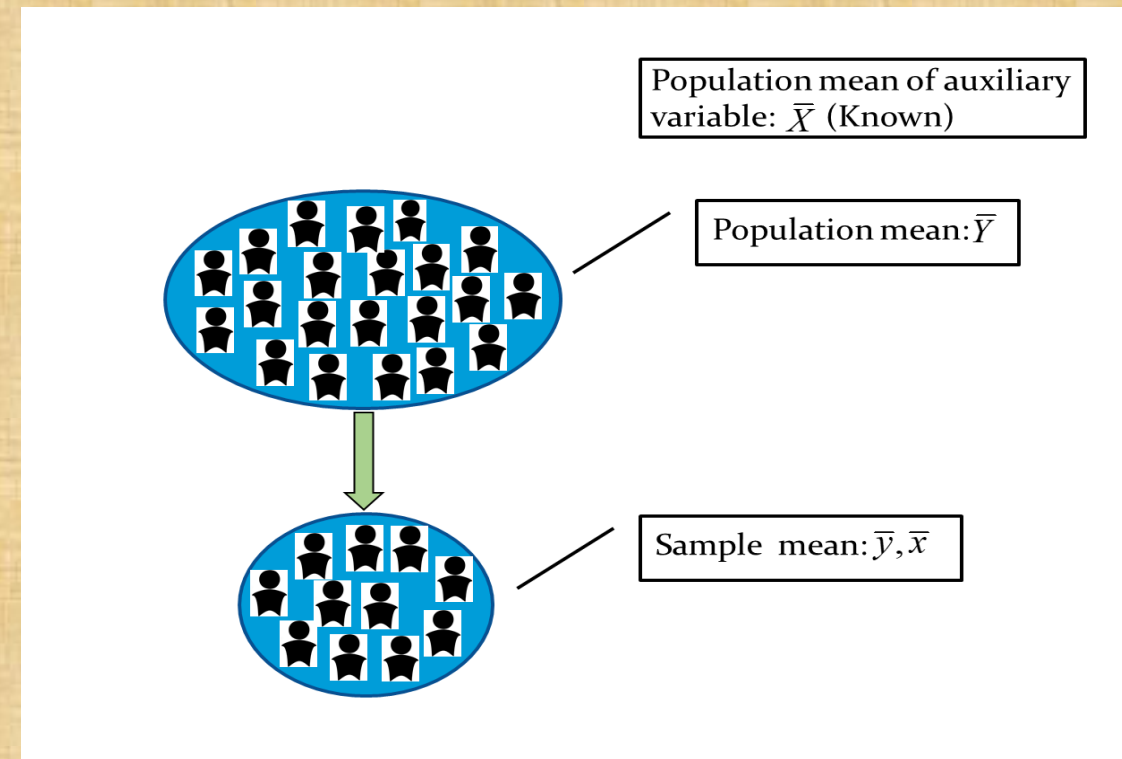 Population mean of auxiliary
variable: X̅ (Known)
Population mean: Y̅
Sample mean: y̅, x̅